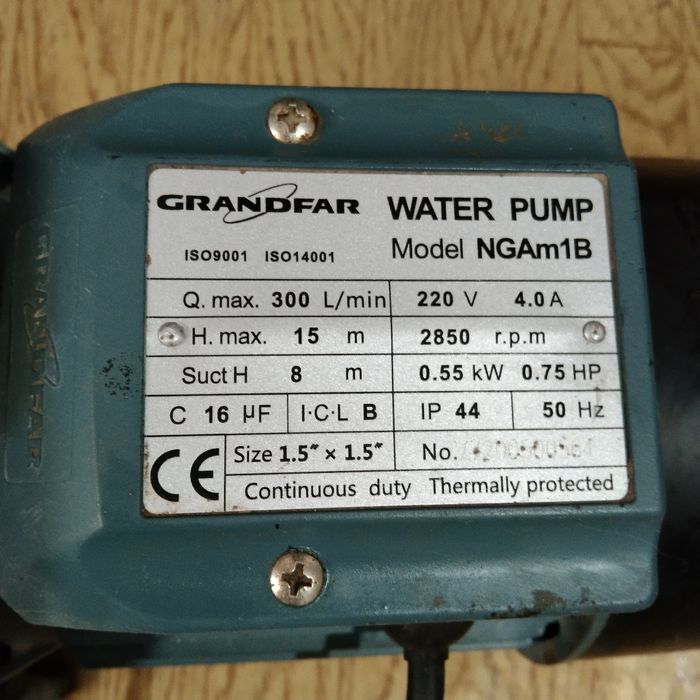 GRANDFAR WATER PUMP
ISO9001 ISO14001 Model NGAm1B
Q. max. 300 L/min 220 V 4.0 A
H. max. 15 m 2850 r.p.m
Suct H 8 m 0.55 kW 0.75 HP
C 16 µF I·C·L B IP 44 50 Hz
CE Size 1.5″ × 1.5″ No.
Continuous duty Thermally protected
GRANDFAR